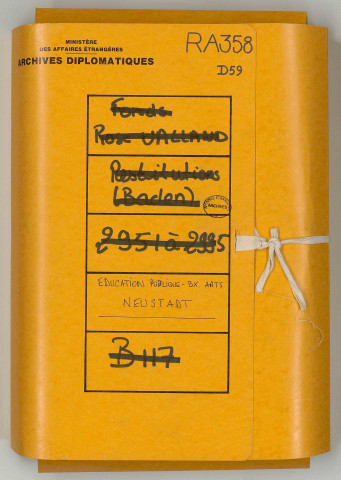 MINISTÈRE
DES AFFAIRES ÉTRANGÈRES
ARCHIVES DIPLOMATIQUES
RA358
D59
Fonds
Rose VALLAND
Restitutions
(Baden)
2951 à 2995
EDUCATION PUBLIQUE - BX ARTS
NEUSTADT
B 117